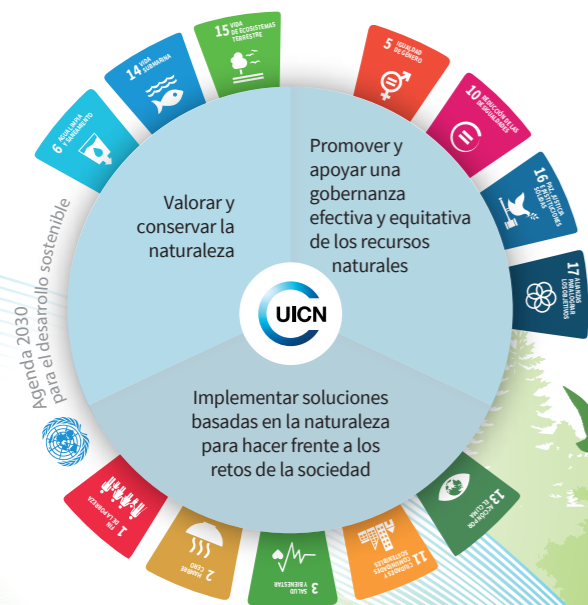 15 VIDA
DE ECOSISTEMAS
TERRESTRE
14 VIDA
SUBMARINA
6 AGUA LIMPIA
Y SANEAMIENTO
5 IGUALDAD
DE GÉNERO
10 REDUCCIÓN DE LAS
DESIGUALDADES
16 PAZ, JUSTICIA
E INSTITUCIONES
SÓLIDAS
17 ALIANZAS
PARA LOGRAR
LOS OBJETIVOS
Valorar y
conservar la
naturaleza
Promover y
apoyar una
gobernanza
efectiva y equitativa
de los recursos
naturales
UICN
Implementar soluciones
basadas en la naturaleza
para hacer frente a los
retos de la sociedad
Agenda 2030
para el desarrollo sostenible
1 FIN
DE LA POBREZA
2 HAMBRE
CERO
3 SALUD
Y BIENESTAR
11 CIUDADES Y
COMUNIDADES
SOSTENIBLES
13 ACCIÓN POR
EL CLIMA